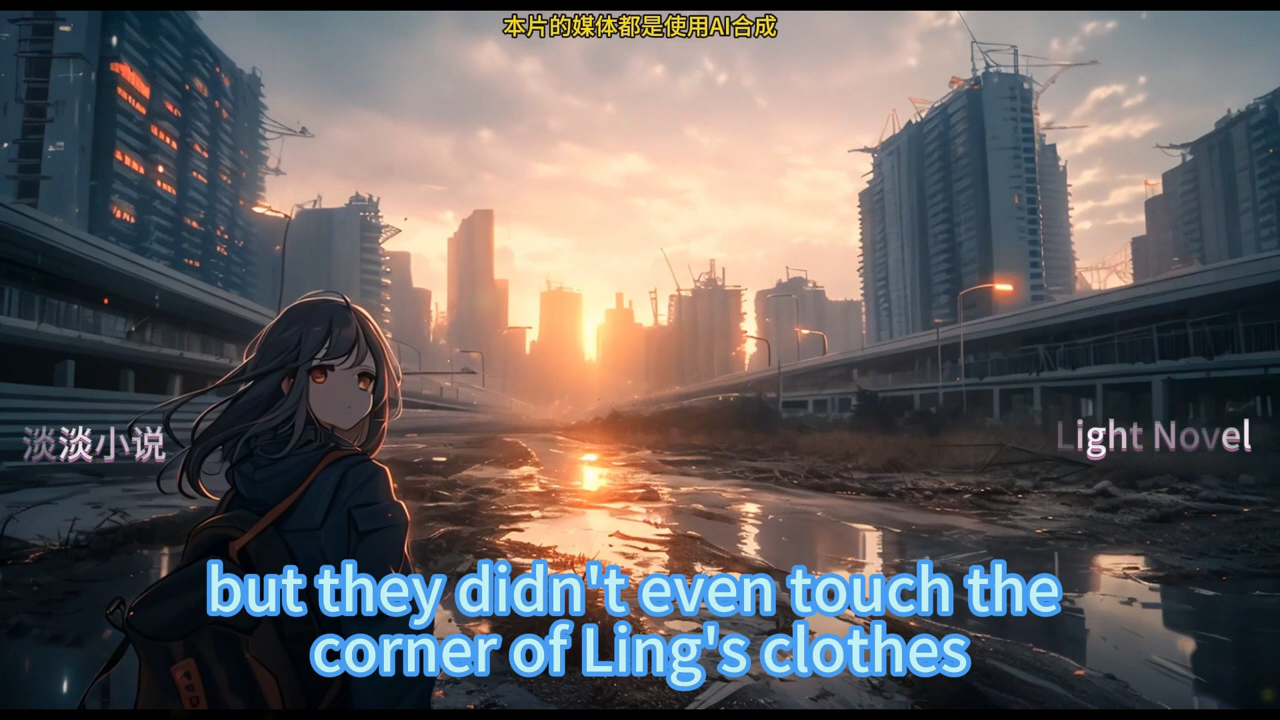 本片的媒体都是使用AI合成
淡淡小说
Light Novel
but they didn't even touch the
corner of Ling's clothes